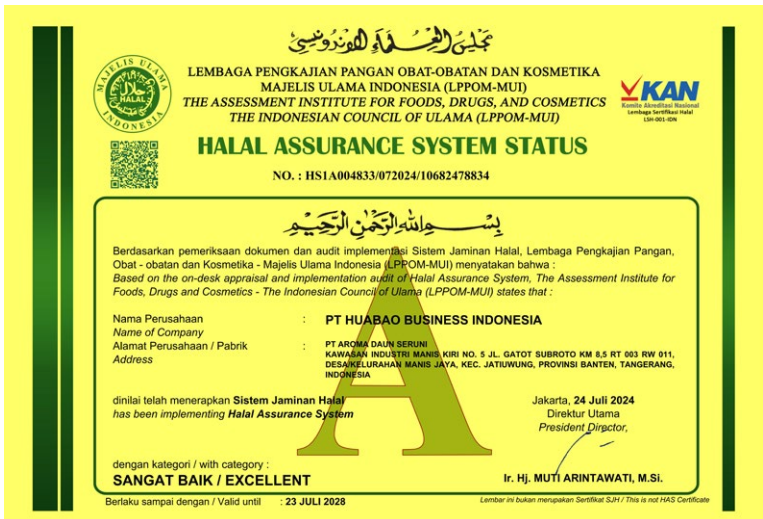 مجلس العلماء الإندونيسي
LEMBAGA PENGKAJIAN PANGAN OBAT-OBATAN DAN KOSMETIKA
MAJELIS ULAMA INDONESIA (LPPOM-MUI)
THE ASSESSMENT INSTITUTE FOR FOODS, DRUGS, AND COSMETICS
THE INDONESIAN COUNCIL OF ULAMA (LPPOM-MUI)
MAJELIS ULAMA
حلال
HALAL
INDONESIA
KAN
Komite Akreditasi Nasional
Lembaga Sertifikasi Halal
LSH-001-IDN
HALAL ASSURANCE SYSTEM STATUS
NO. : HS1A004833/072024/10682478834
بسم الله الرحمن الرحيم
Berdasarkan pemeriksaan dokumen dan audit implementasi Sistem Jaminan Halal, Lembaga Pengkajian Pangan,
Obat - obatan dan Kosmetika - Majelis Ulama Indonesia (LPPOM-MUI) menyatakan bahwa :
Based on the on-desk appraisal and implementation audit of Halal Assurance System, The Assessment Institute for
Foods, Drugs and Cosmetics - The Indonesian Council of Ulama (LPPOM-MUI) states that :
A
Nama Perusahaan : PT HUABAO BUSINESS INDONESIA
Name of Company
Alamat Perusahaan / Pabrik : PT AROMA DAUN SERUNI
Address
KAWASAN INDUSTRI MANIS KIRI NO. 5 JL. GATOT SUBROTO KM 8,5 RT 003 RW 011,
DESA/KELURAHAN MANIS JAYA, KEC. JATIUWUNG, PROVINSI BANTEN, TANGERANG,
INDONESIA
dinilai telah menerapkan Sistem Jaminan Halal
has been implementing Halal Assurance System
Jakarta, 24 Juli 2024
Direktur Utama
President Director,
dengan kategori / with category :
SANGAT BAIK / EXCELLENT
Ir. Hj. MUTI ARINTAWATI, M.Si.
Berlaku sampai dengan / Valid until : 23 JULI 2028
Lembar ini bukan merupakan Sertifikat SJH / This is not HAS Certificate